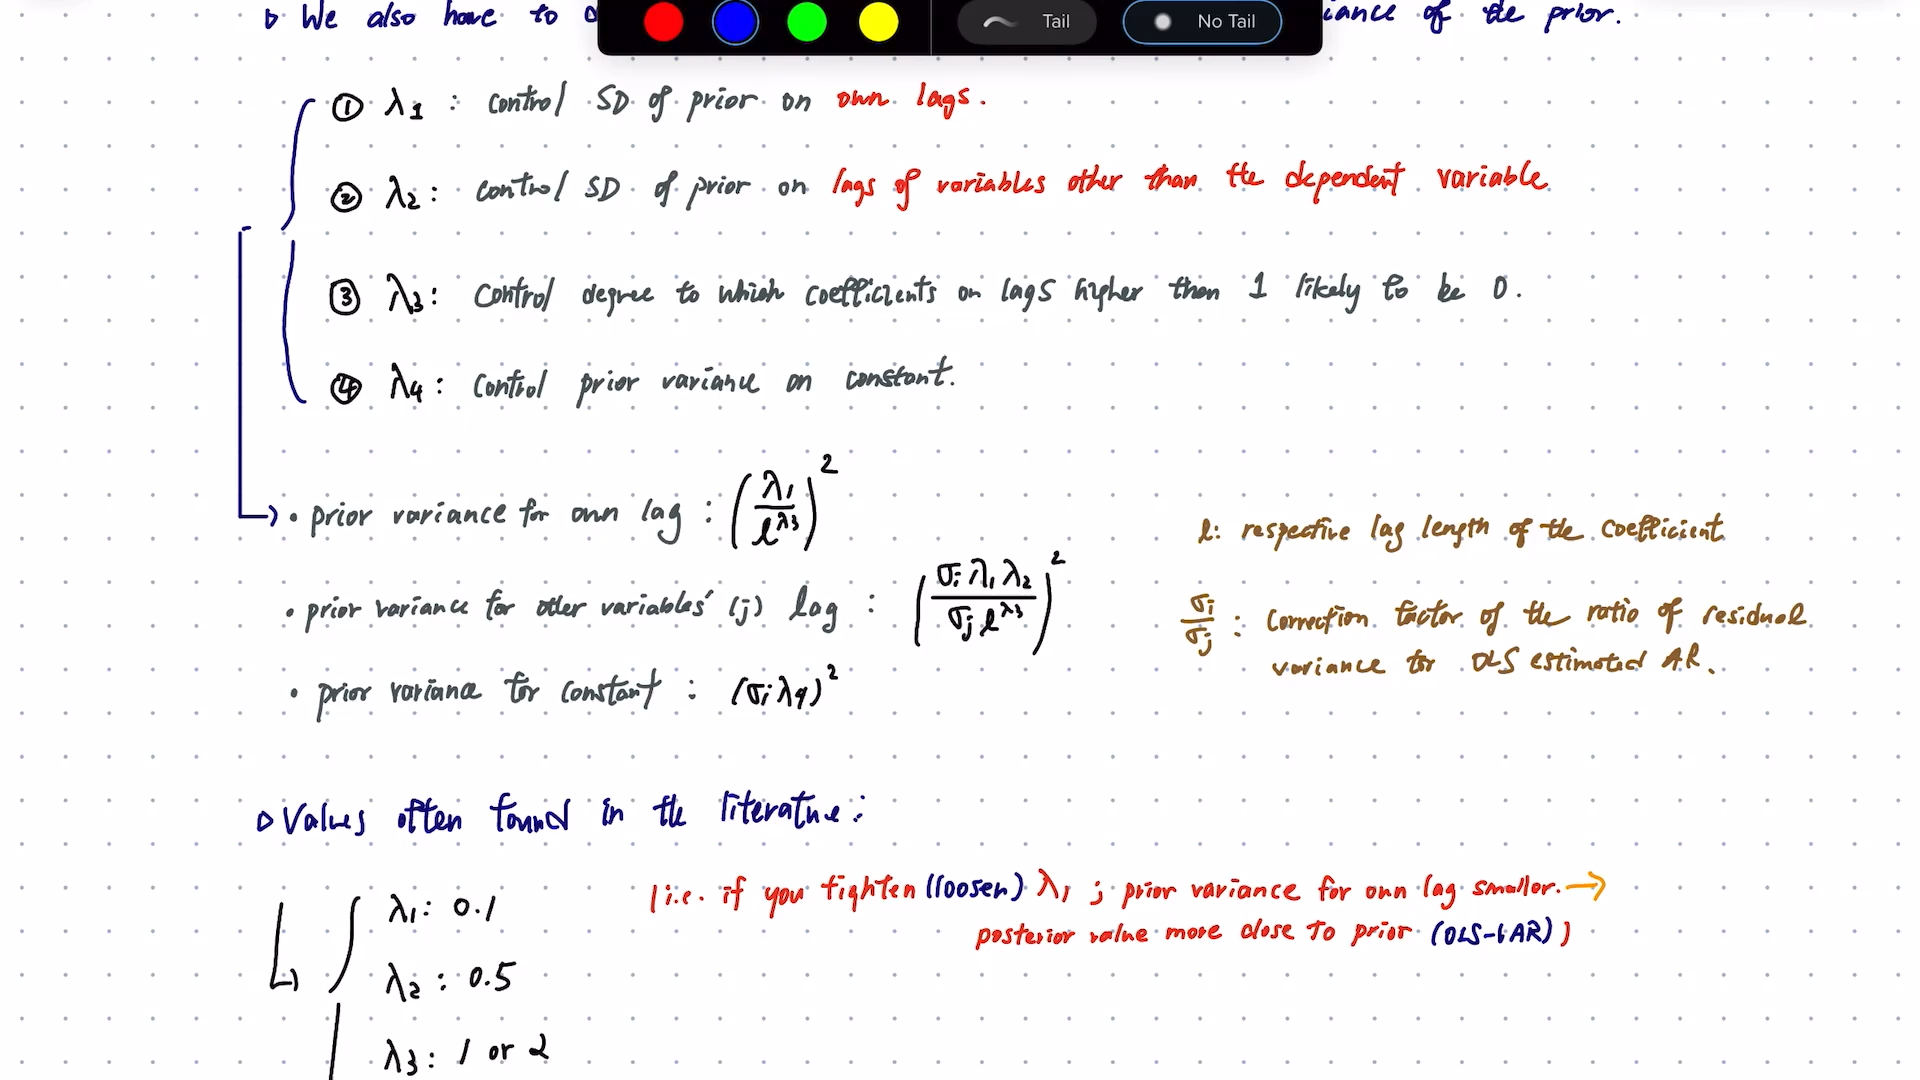 ▷ We also have to
Tail
No Tail
iance of the prior.
① λ₁ : control SD of prior on own lags.
② λ₂ : control SD of prior on lags of variables other than the dependent variable
③ λ₃ : Control degree to which coefficients on lags higher than 1 likely to be 0.
④ λ₄ : Control prior variance on constant.
→ • prior variance for own lag : (λ₁ / l^λ₃)²
l : respective lag length of the coefficient
• prior variance for other variables' (j) lag : (σᵢ λ₁ λ₂ / σⱼ l^λ₃)²
σᵢ / σⱼ : Correction factor of the ratio of residual
variance for OLS estimated AR.
• prior variance for constant : (σᵢ λ₄)²
▷ Values often found in the literature :
λ₁ : 0.1
(i.e. if you tighten (loosen) λ₁ ; prior variance for own lag smaller. →
posterior value more close to prior (OLS-VAR) )
λ₂ : 0.5
λ₃ : 1 or 2